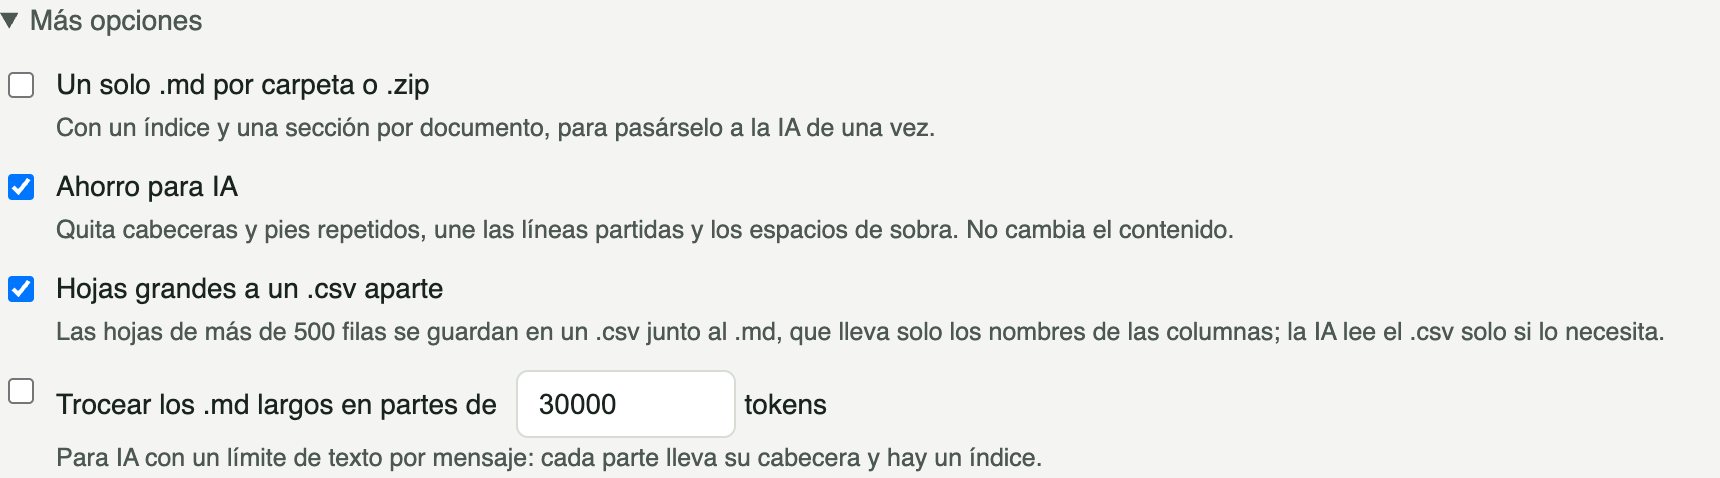 Más opciones
Un solo .md por carpeta o .zip
Con un índice y una sección por documento, para pasárselo a la IA de una vez.
Ahorro para IA
Quita cabeceras y pies repetidos, une las líneas partidas y los espacios de sobra. No cambia el contenido.
Hojas grandes a un .csv aparte
Las hojas de más de 500 filas se guardan en un .csv junto al .md, que lleva solo los nombres de las columnas; la IA lee el .csv solo si lo necesita.
Trocear los .md largos en partes de 30000 tokens
Para IA con un límite de texto por mensaje: cada parte lleva su cabecera y hay un índice.